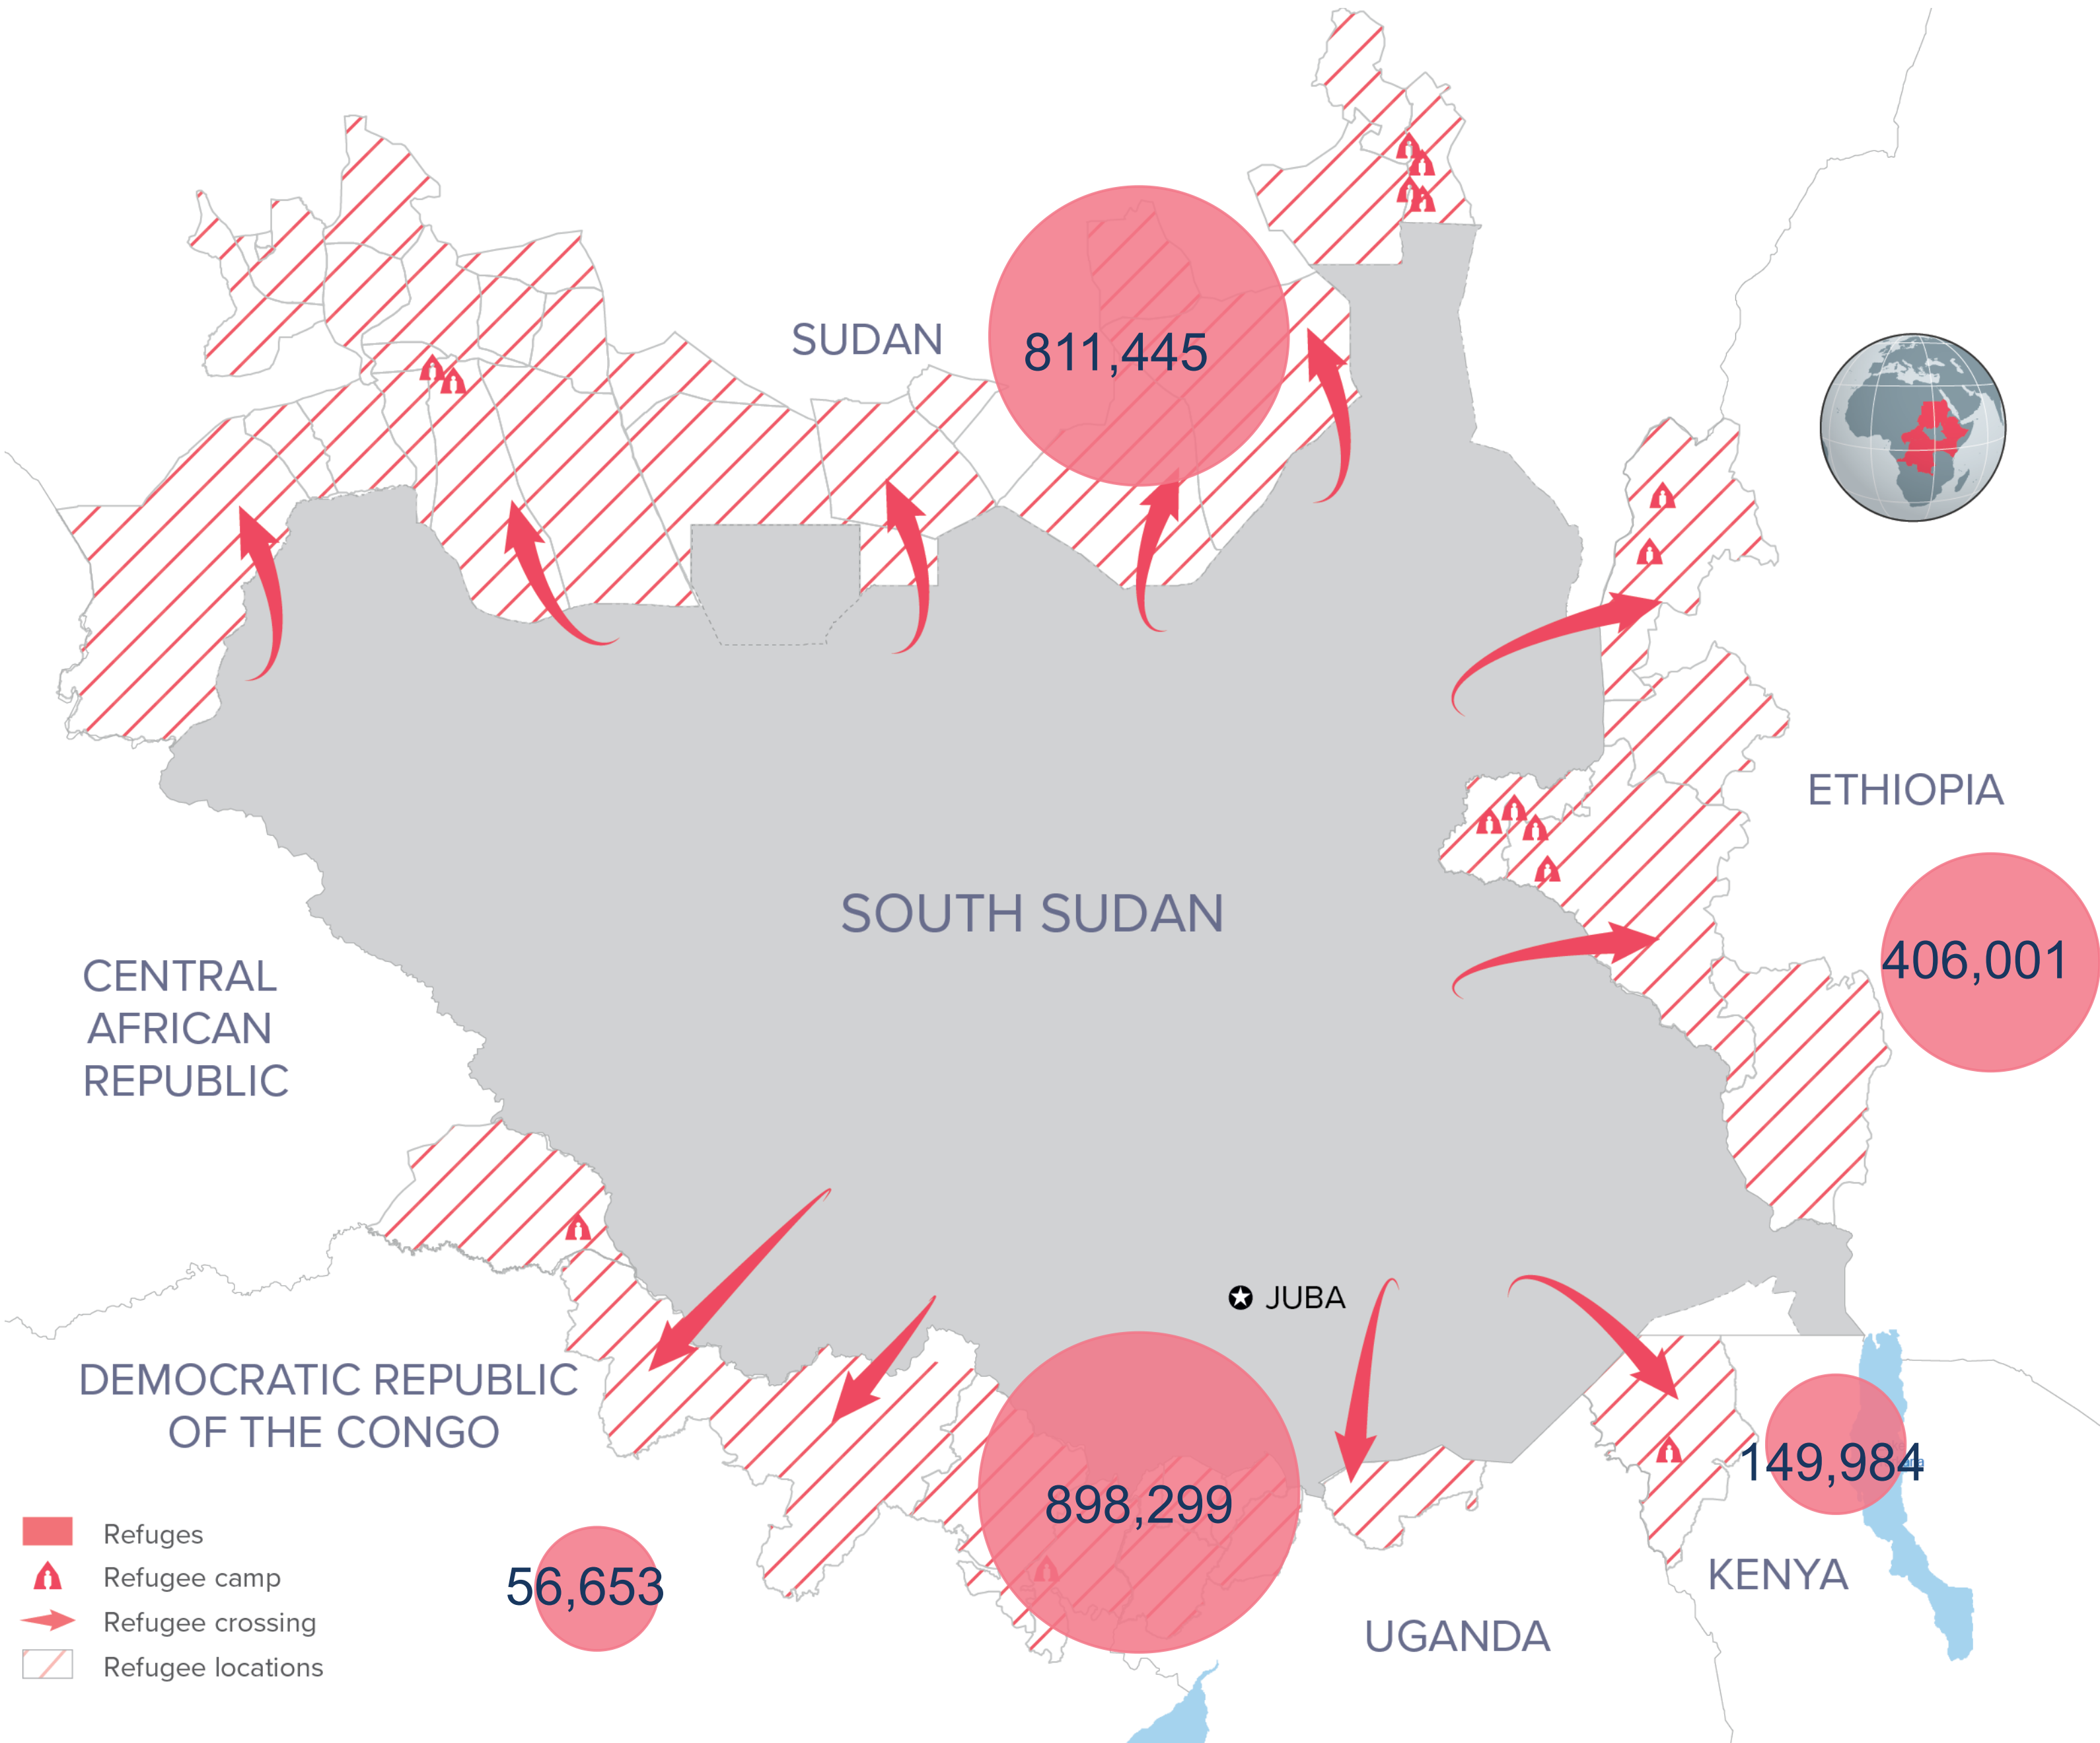 SUDAN
811,445
ETHIOPIA
SOUTH SUDAN
406,001
CENTRAL
AFRICAN
REPUBLIC
JUBA
DEMOCRATIC REPUBLIC
OF THE CONGO
149,984
898,299
Refuges
Refugee camp
Refugee crossing
Refugee locations
56,653
KENYA
UGANDA